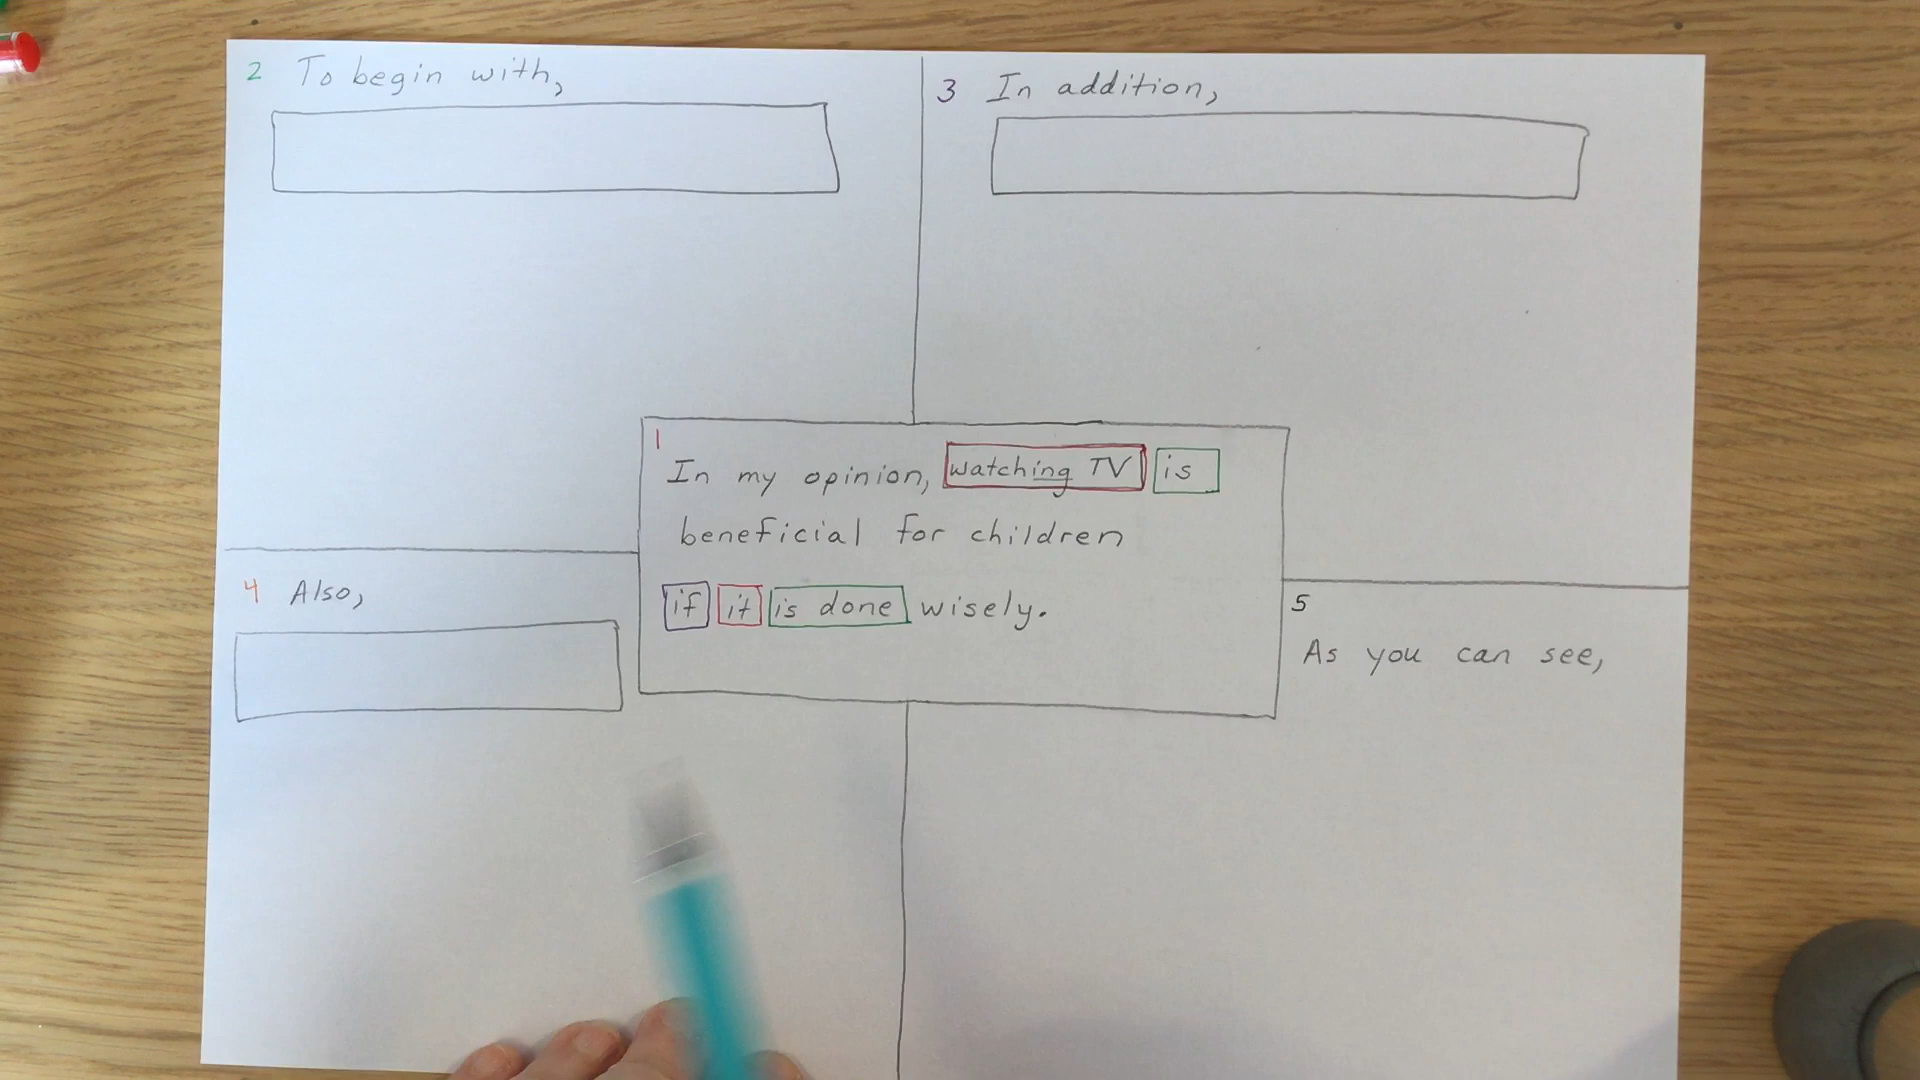 2 To begin with,
3 In addition,
1
In my opinion, watching TV is
beneficial for children
if it is done wisely.
4 Also,
5
As you can see,